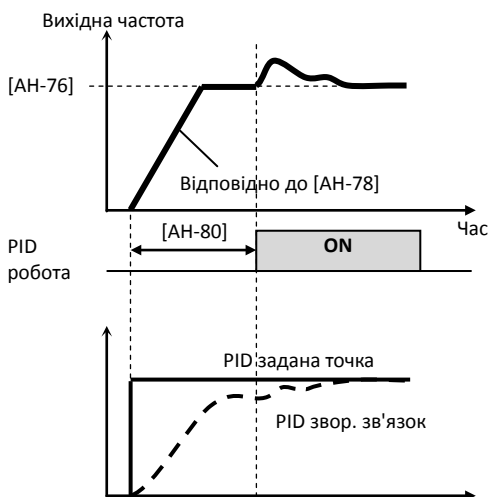 Вихідна частота
[AH-76]
Відповідно до [AH-78]
Час
[AH-80]
PID
робота
ON
PID задана точка
PID звор. зв'язок